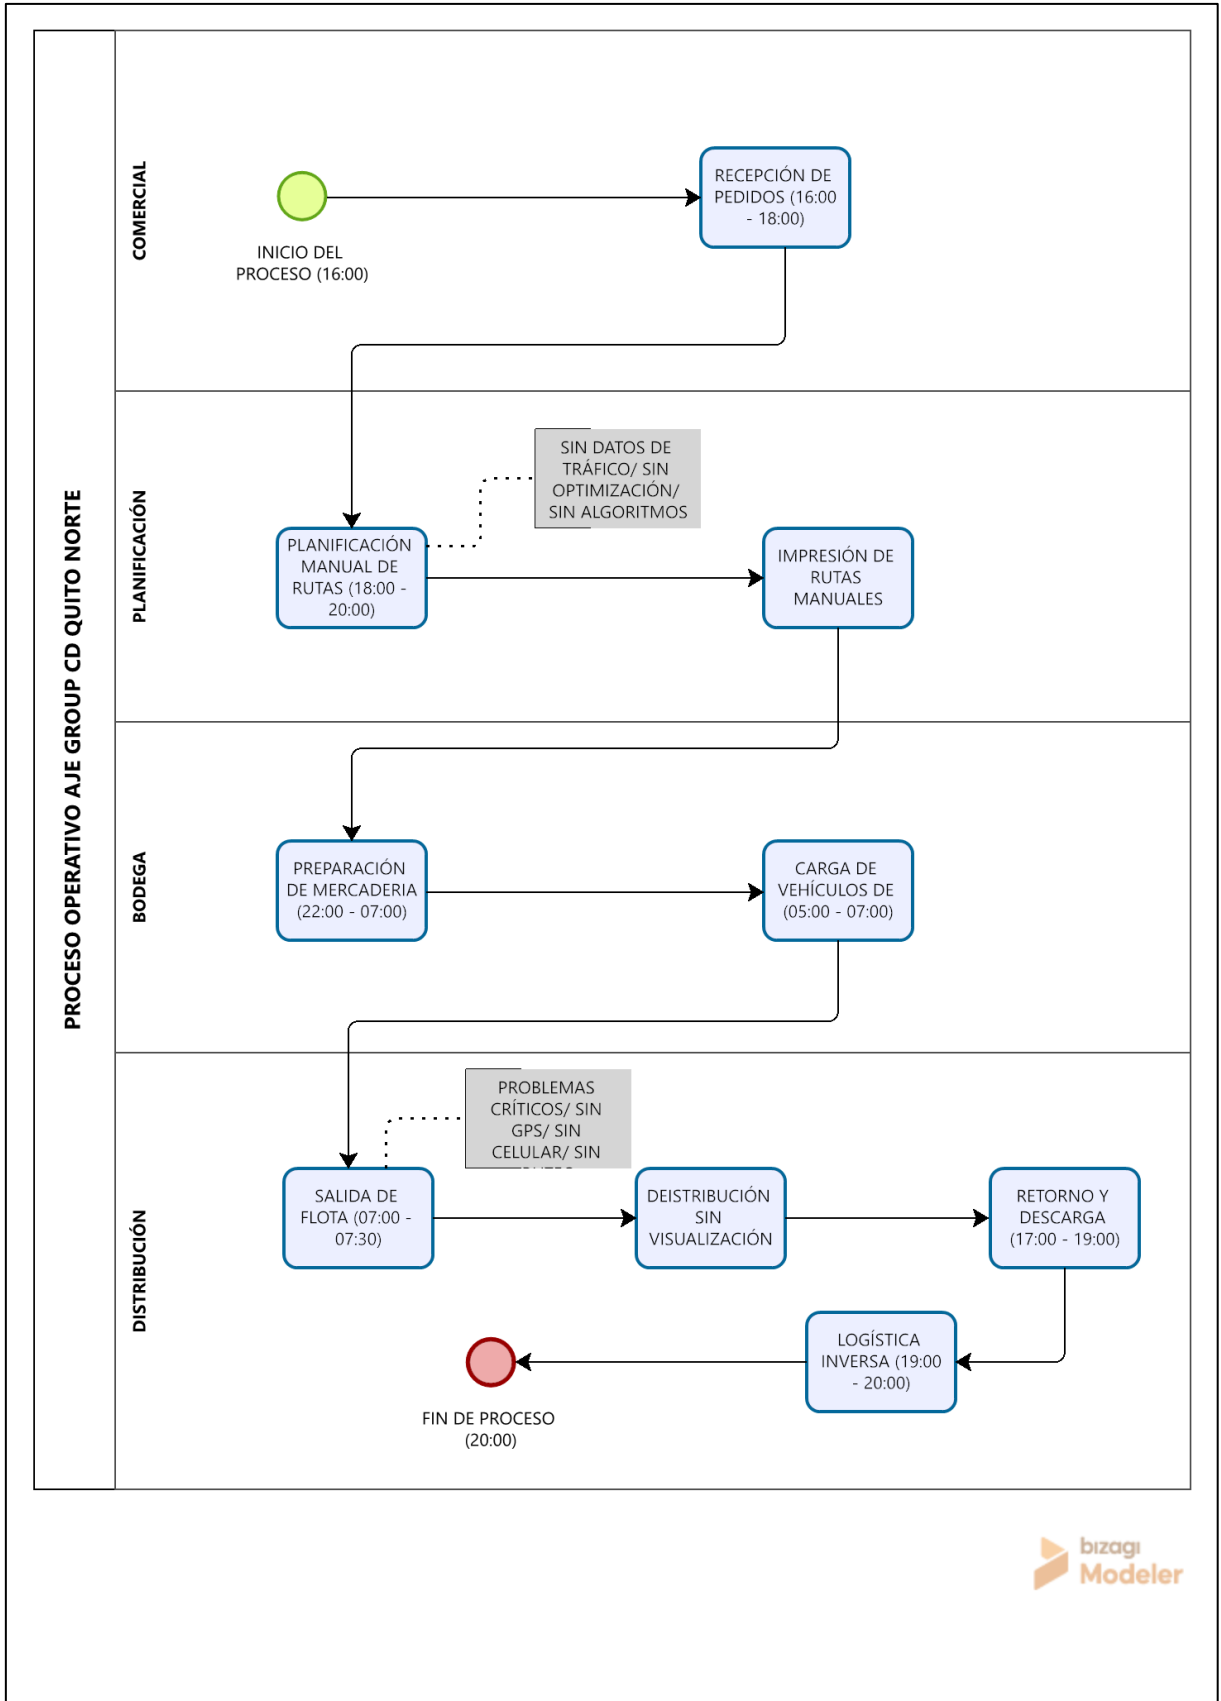 PROCESO OPERATIVO AJE GROUP CD QUITO NORTE
COMERCIAL
INICIO DEL
PROCESO (16:00)
RECEPCIÓN DE
PEDIDOS (16:00
- 18:00)
PLANIFICACIÓN
SIN DATOS DE
TRÁFICO/ SIN
OPTIMIZACIÓN/
SIN ALGORITMOS
PLANIFICACIÓN
MANUAL DE
RUTAS (18:00 -
20:00)
IMPRESIÓN DE
RUTAS
MANUALES
BODEGA
PREPARACIÓN
DE MERCADERIA
(22:00 - 07:00)
CARGA DE
VEHÍCULOS DE
(05:00 - 07:00)
DISTRIBUCIÓN
PROBLEMAS
CRÍTICOS/ SIN
GPS/ SIN
CELULAR/ SIN
SALIDA DE
FLOTA (07:00 -
07:30)
DEISTRIBUCIÓN
SIN
VISUALIZACIÓN
RETORNO Y
DESCARGA
(17:00 - 19:00)
LOGÍSTICA
INVERSA (19:00
- 20:00)
FIN DE PROCESO
(20:00)
bizagi
Modeler